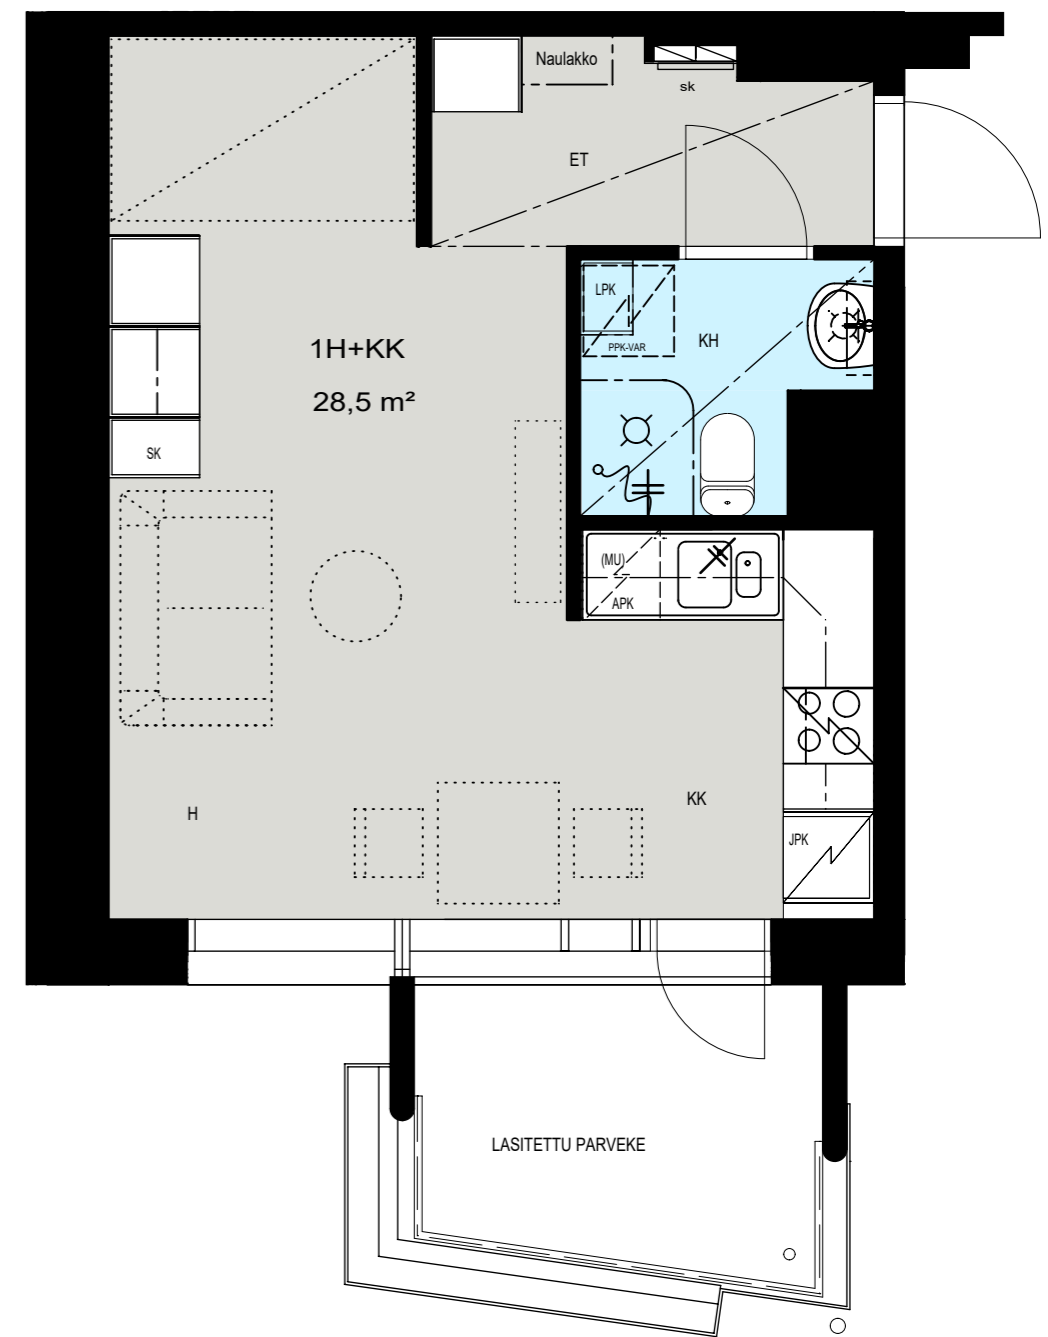 Naulakko
sk
ET
LPK
PPK-VAR
KH
1H+KK
28,5 m²
SK
(MU)
APK
KK
H
JPK
LASITETTU PARVEKE